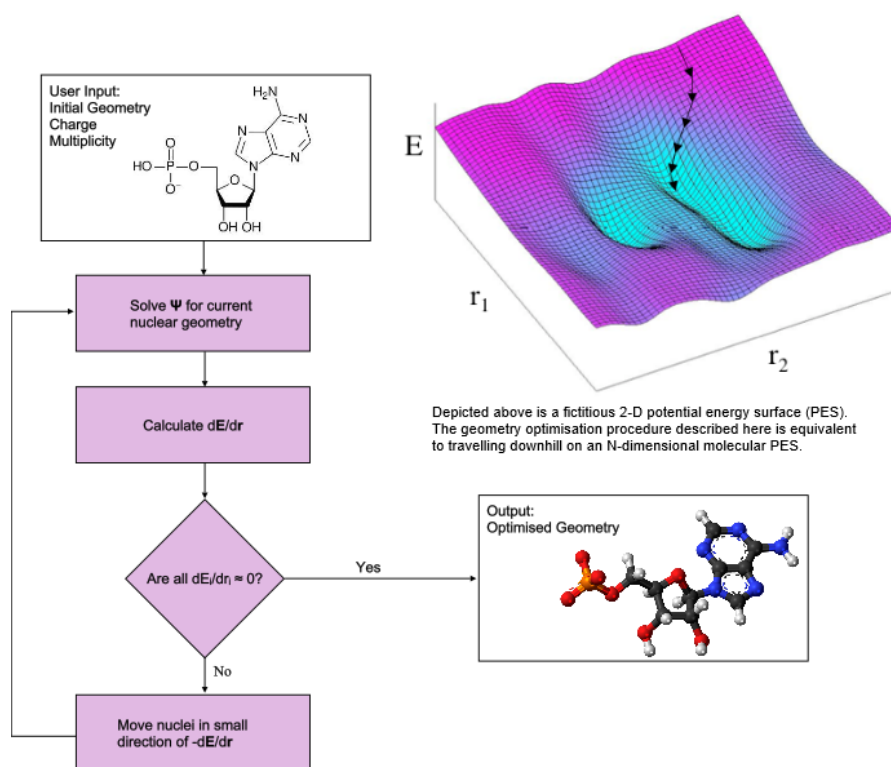 User Input:
Initial Geometry
Charge
Multiplicity
NH₂
N
N
N
N
O
HO
P
O
O⁻
O
OH OH
E
r₁
r₂
Depicted above is a fictitious 2-D potential energy surface (PES).
The geometry optimisation procedure described here is equivalent
to travelling downhill on an N-dimensional molecular PES.
Solve Ψ for current
nuclear geometry
Calculate dE/dr
Are all dEᵢ/drᵢ ≈ 0?
Yes
No
Move nuclei in small
direction of -dE/dr
Output:
Optimised Geometry